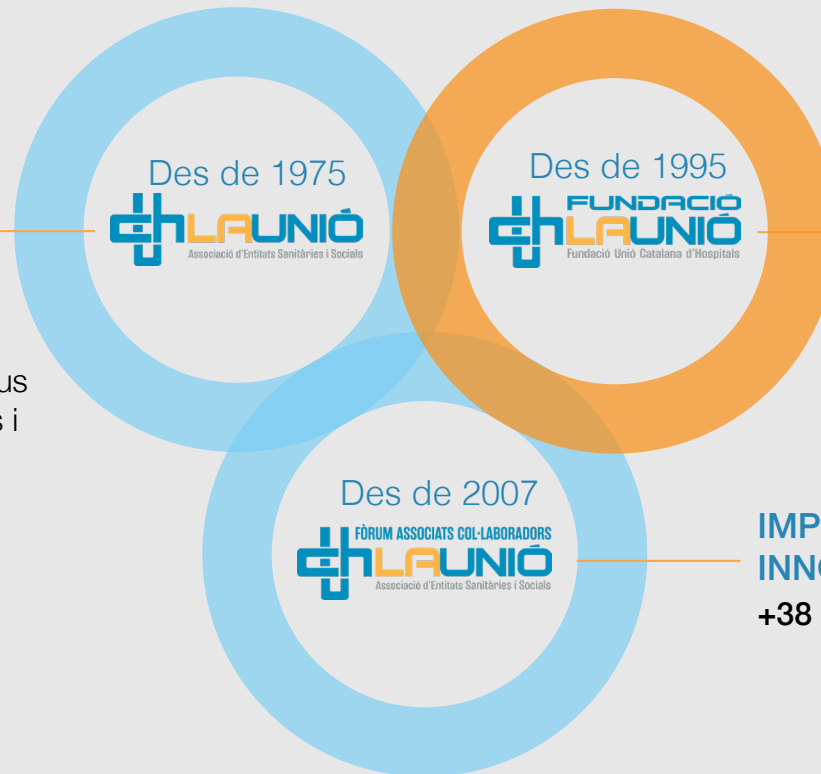 Des de 1975
LAUNIÓ
Associació d'Entitats Sanitàries i Socials
Des de 1995
FUNDACIÓ
LAUNIÓ
Fundació Unió Catalana d'Hospitals
us
s i
Des de 2007
FÒRUM ASSOCIATS COL·LABORADORS
LAUNIÓ
Associació d'Entitats Sanitàries i Socials
IMP
INN
+38